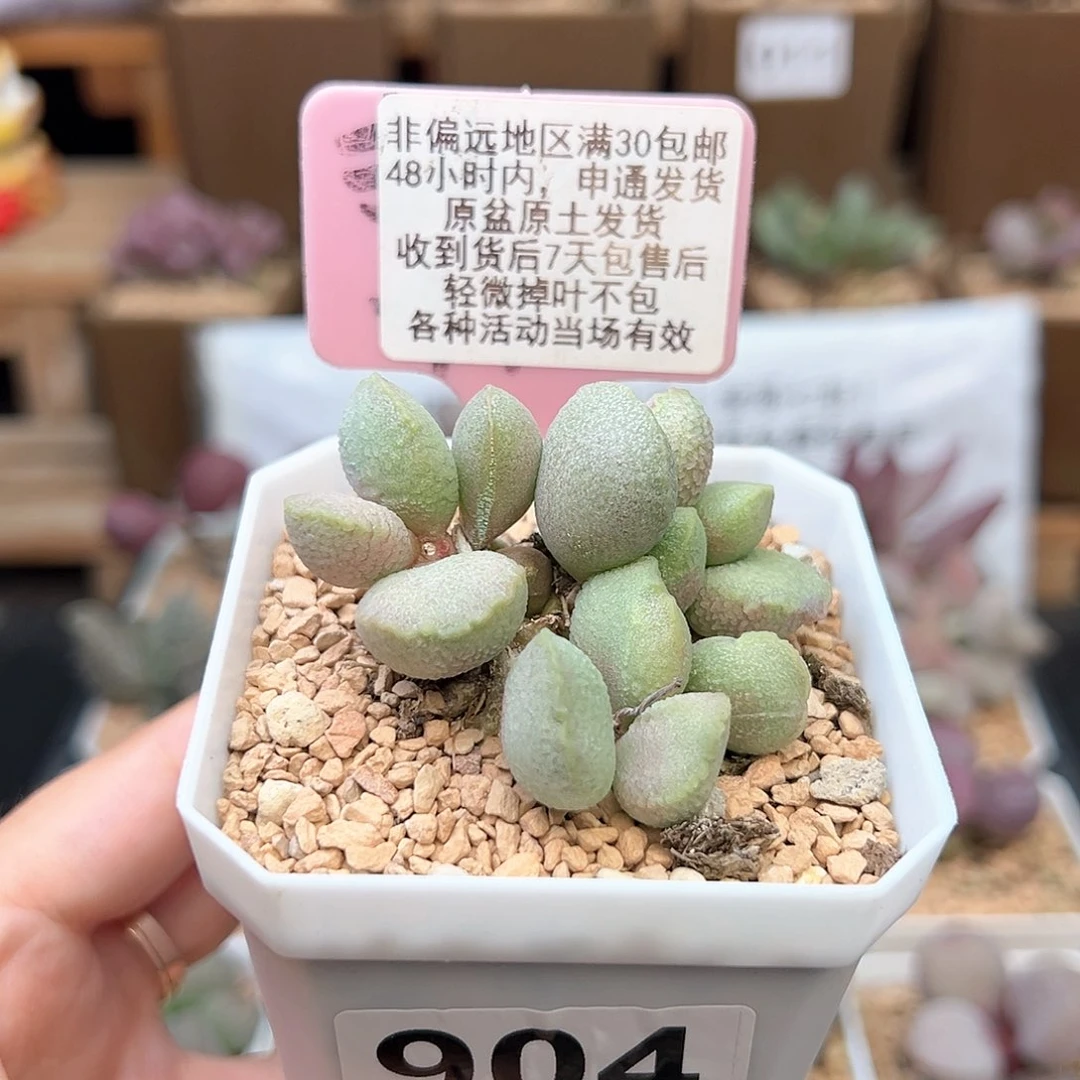 非偏远地区满30包邮
48小时内，申通发货
原盆原土发货
收到货后7天包售后
轻微掉叶不包
各种活动当场有效
904